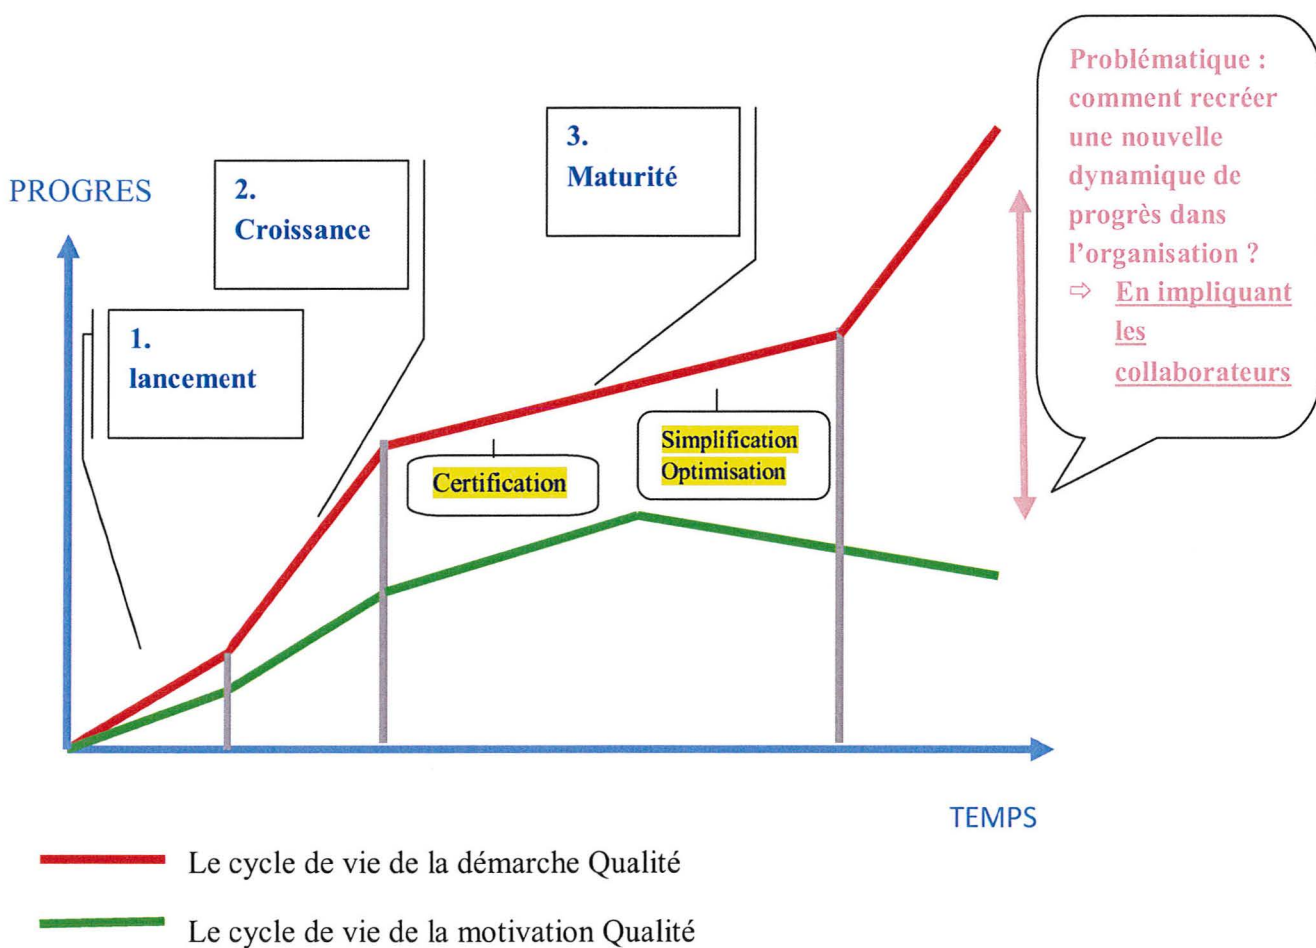 Problématique :
comment recréer
une nouvelle
dynamique de
progrès dans
l'organisation ?
⇨ En impliquant
les
collaborateurs
3.
Maturité
2.
Croissance
PROGRES
1.
lancement
Simplification
Optimisation
Certification
TEMPS
Le cycle de vie de la démarche Qualité
Le cycle de vie de la motivation Qualité